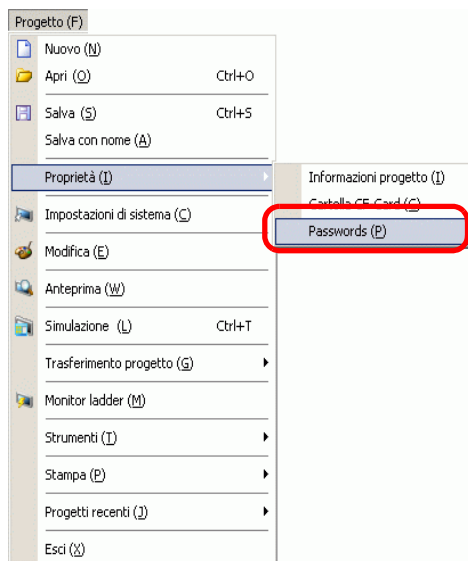 Progetto (F)
Nuovo (N)
Apri (O) Ctrl+O
Salva (S) Ctrl+S
Salva con nome (A)
Proprietà (I)
Informazioni progetto (I)
Cartella CF-Card (C)
Impostazioni di sistema (C)
Passwords (P)
Modifica (E)
Anteprima (W)
Simulazione (L) Ctrl+T
Trasferimento progetto (G)
Monitor ladder (M)
Strumenti (T)
Stampa (P)
Progetti recenti (J)
Esci (X)